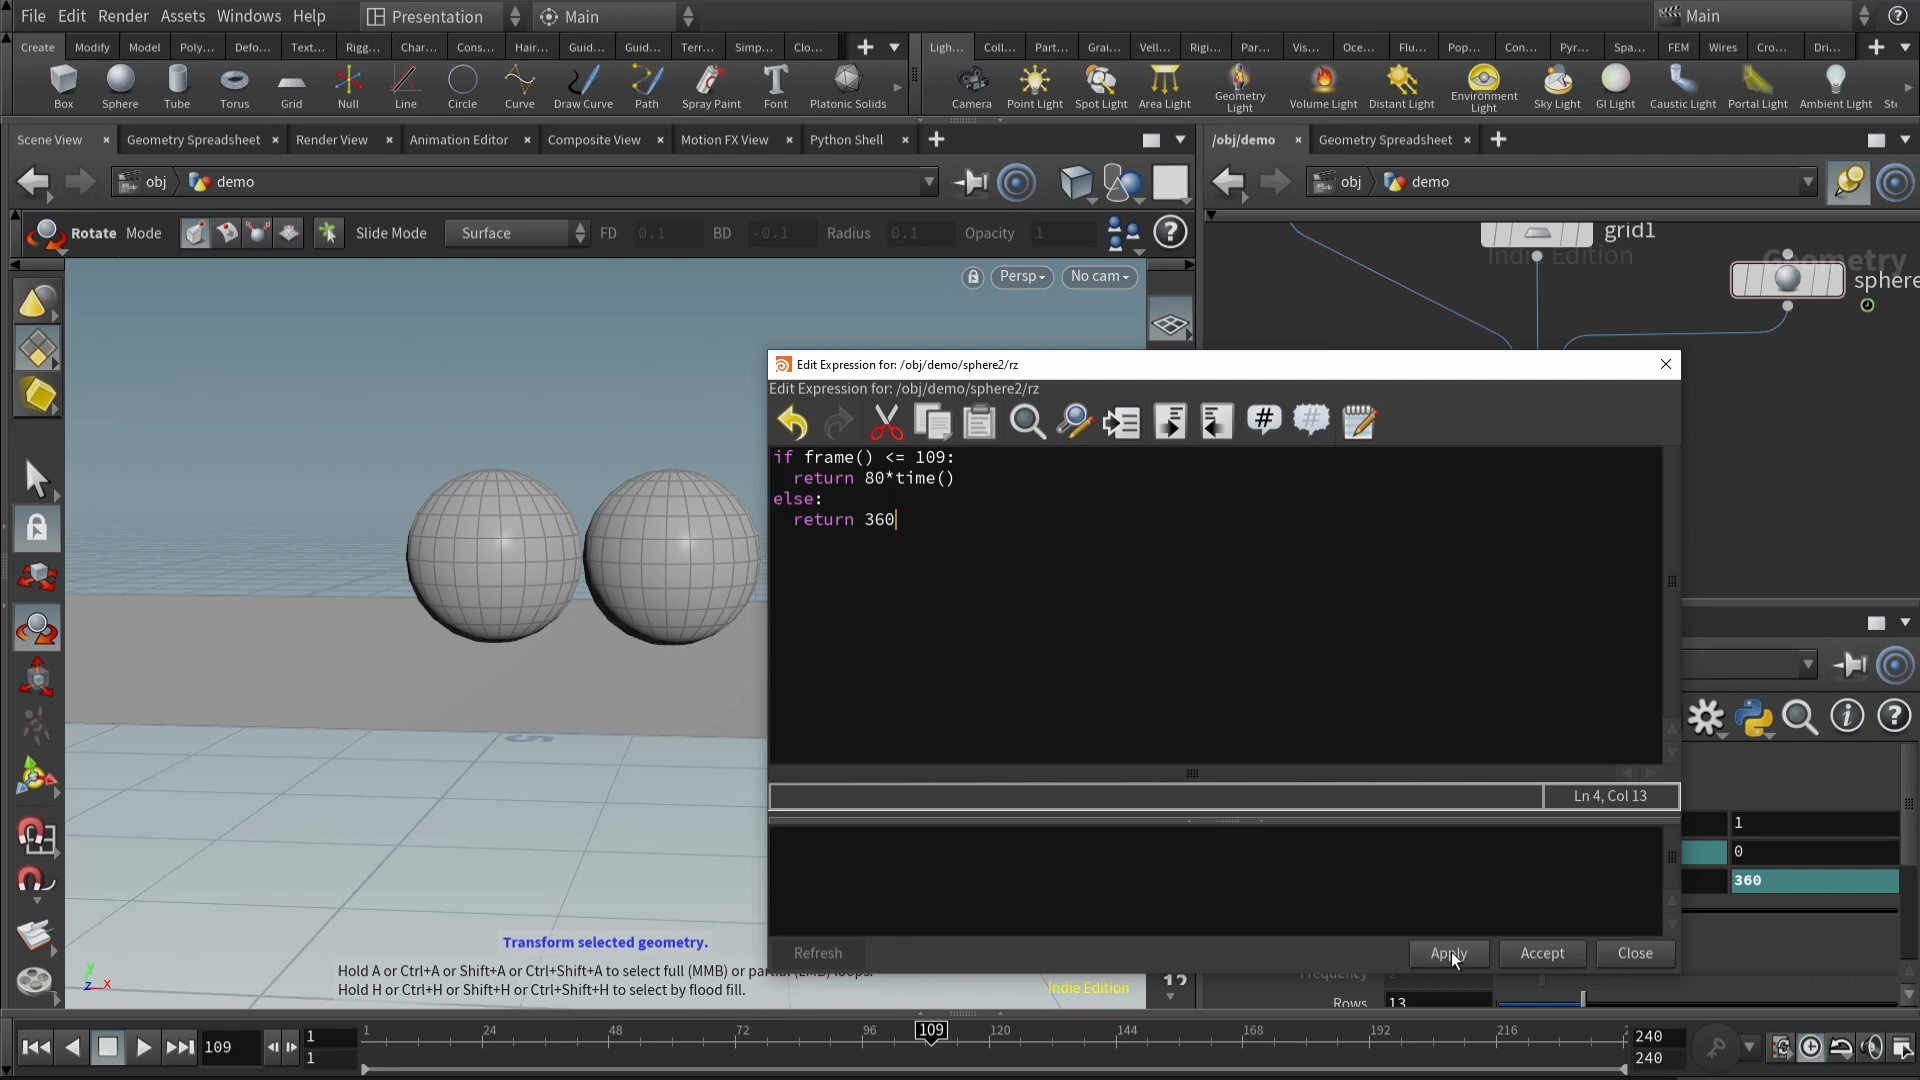 File Edit Render Assets Windows Help Presentation Main Main
Create Modify Model Poly... Defo... Text... Rigg... Char... Cons... Hair... Guid... Guid... Terr... Simp... Clo... Ligh... Coll... Part... Grai... Vell... Rigi... Par... Vis... Oce... Flu... Pop... Con... Pyr... Spa... FEM Wires Cro... Dri...
Box Sphere Tube Torus Grid Null Line Circle Curve Draw Curve Path Spray Paint Font Platonic Solids Camera Point Light Spot Light Area Light Geometry Light Volume Light Distant Light Environment Light Sky Light GI Light Caustic Light Portal Light Ambient Light
Scene View Geometry Spreadsheet Render View Animation Editor Composite View Motion FX View Python Shell /obj/demo Geometry Spreadsheet
obj demo obj demo
Rotate Mode Slide Mode Surface FD 0.1 BD -0.1 Radius 0.1 Opacity 1
grid1
Indie Edition
Geometry
sphere
Persp No cam
Edit Expression for: /obj/demo/sphere2/rz
Edit Expression for: /obj/demo/sphere2/rz
if frame() <= 109:
return 80*time()
else:
return 360
Ln 4, Col 13
1
0
360
Refresh Apply Accept Close
Transform selected geometry.
Hold A or Ctrl+A or Shift+A or Ctrl+Shift+A to select full (MMB) or partial (LMB) loops.
Hold H or Ctrl+H or Shift+H or Ctrl+Shift+H to select by flood fill.
Indie Edition
z x y
Frequency
Rows 13
109 1 1
1 24 48 72 96 109 120 144 168 192 216
240
240